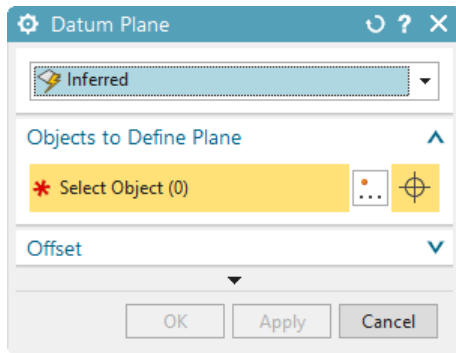 Datum Plane
Inferred
Objects to Define Plane
* Select Object (0)
Offset
OK Apply Cancel